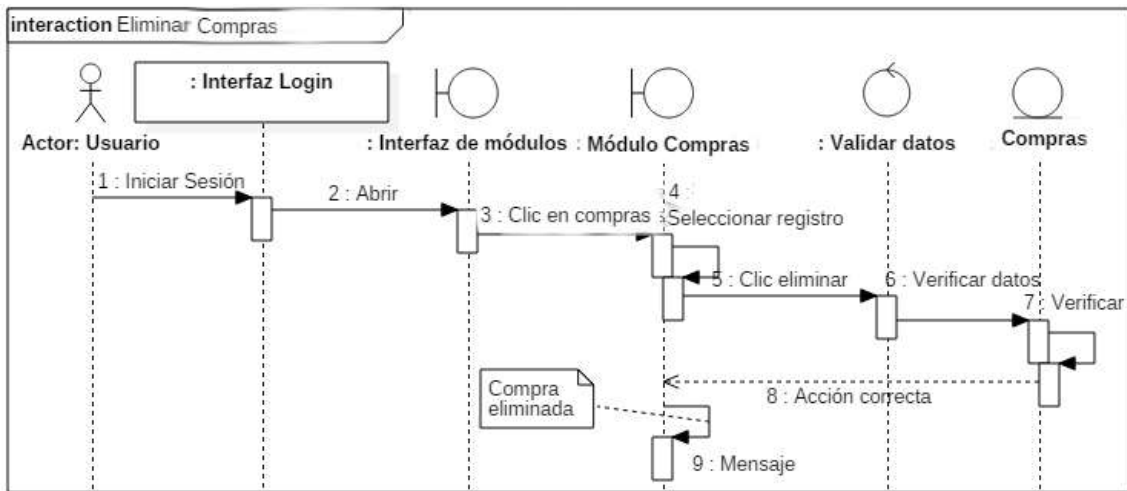 interaction Eliminar Compras
: Interfaz Login
Actor: Usuario
: Interfaz de módulos
: Módulo Compras
: Validar datos
: Compras
1 : Iniciar Sesión
2 : Abrir
3 : Clic en compras
4 :
Seleccionar registro
5 : Clic eliminar
6 : Verificar datos
7 : Verificar
Compra
eliminada
8 : Acción correcta
9 : Mensaje